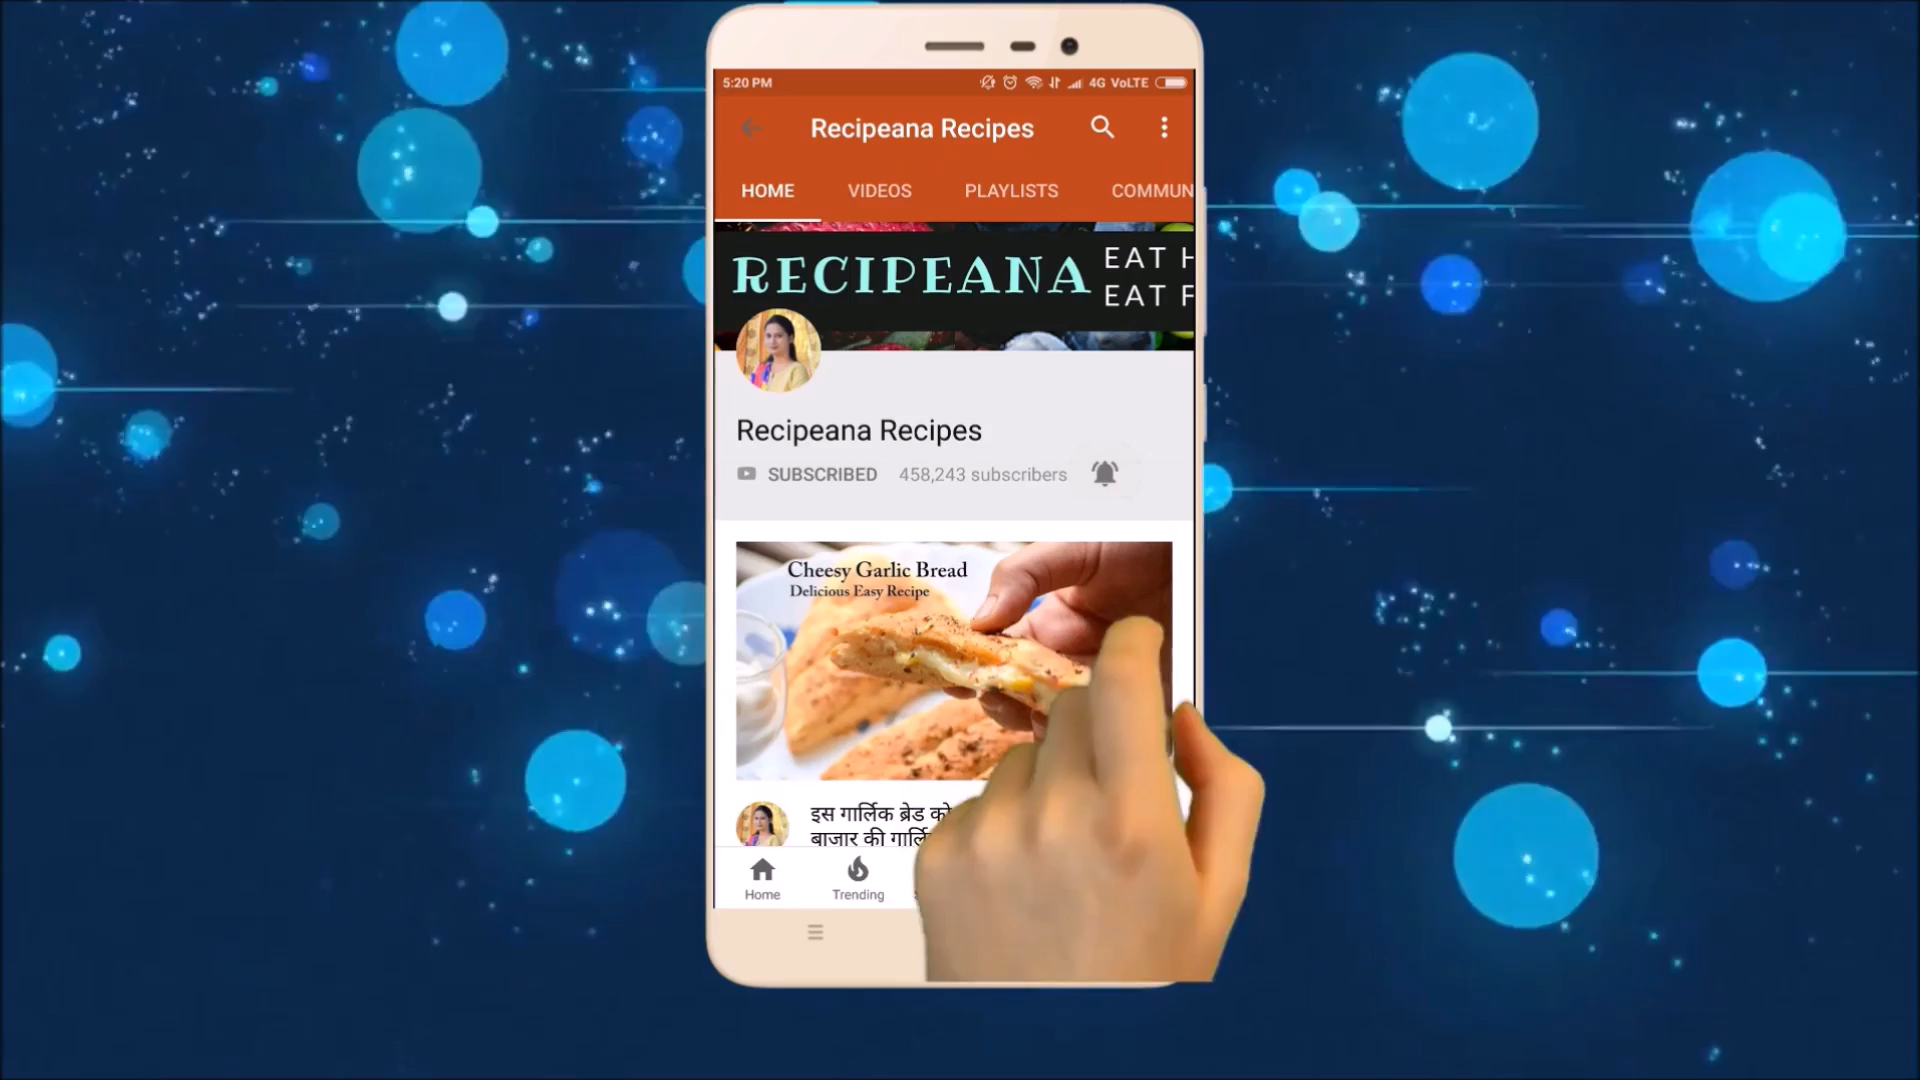 5:20 PM 4G VoLTE
Recipeana Recipes
HOME VIDEOS PLAYLISTS COMMUN
RECIPEANA
EAT H
EAT F
Recipeana Recipes
SUBSCRIBED 458,243 subscribers
Cheesy Garlic Bread
Delicious Easy Recipe
इस गार्लिक ब्रेड को
बाजार की
Home Trending